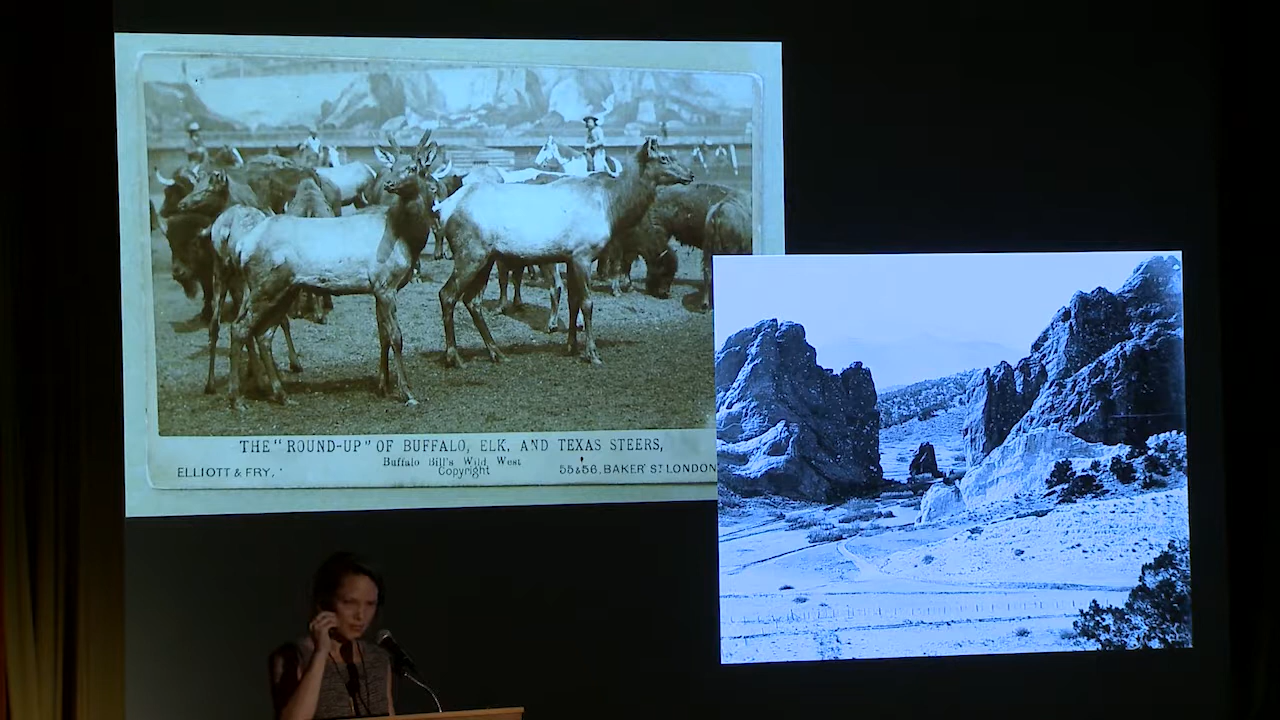 THE "ROUND-UP" OF BUFFALO, ELK, AND TEXAS STEERS,
Buffalo Bill's Wild West
Copyright
ELLIOTT & FRY,
55 & 56, BAKER ST LONDON